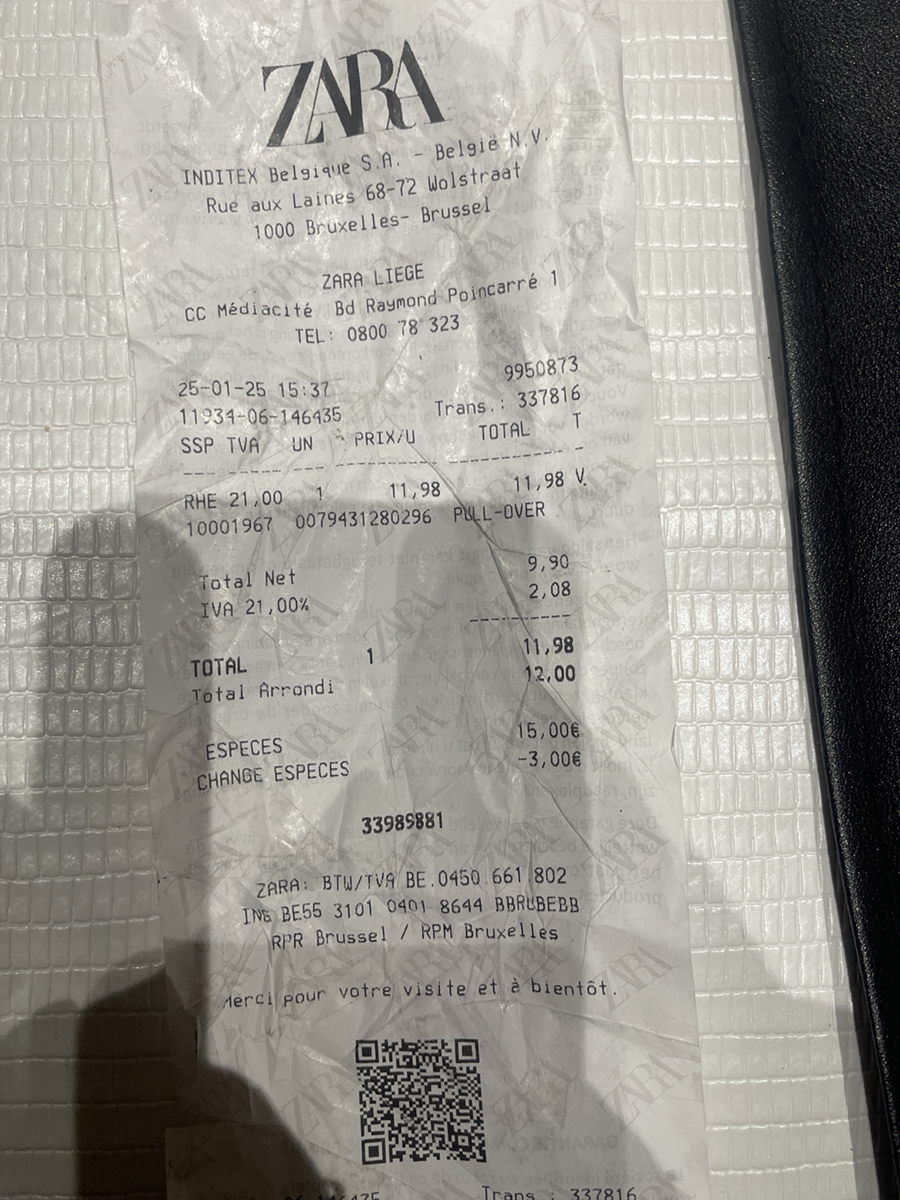 ZARA
INDITEX Belgique S.A. - België N.V.
Rue aux Laines 68-72 Wolstraat
1000 Bruxelles- Brussel
ZARA LIEGE
CC Médiacité Bd Raymond Poincarré 1
TEL: 0800 78 323
25-01-25 15:37 9950873
11934-06-146435 Trans.: 337816
SSP TVA UN PRIX/U TOTAL T
RHE 21,00 1 11,98 11,98 V.
10001967 0079431280296 PULL-OVER
Total Net 9,90
IVA 21,00% 2,08
TOTAL 1 11,98
Total Arrondi 12,00
ESPECES 15,00€
CHANGE ESPECES -3,00€
33989881
ZARA: BTW/TVA BE.0450.661.802
ING BE55 3101 0401 8644 BBRUBEBB
RPR Brussel / RPM Bruxelles
Merci pour votre visite et à bientôt.
Trans : 337816